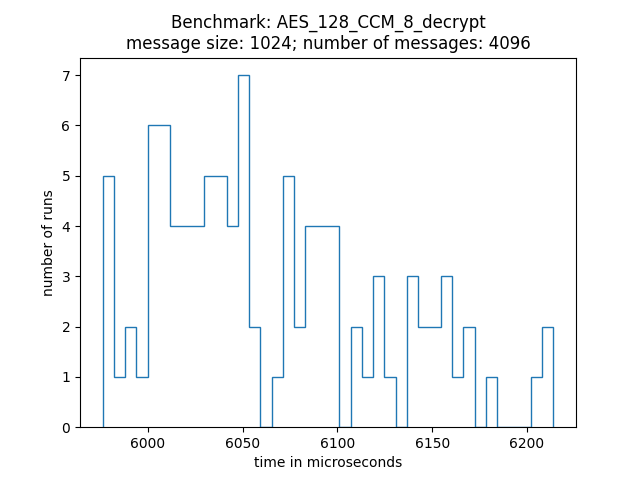 Benchmark: AES_128_CCM_8_decrypt
message size: 1024; number of messages: 4096
7
6
5
4
3
2
1
0
number of runs
6000 6050 6100 6150 6200
time in microseconds